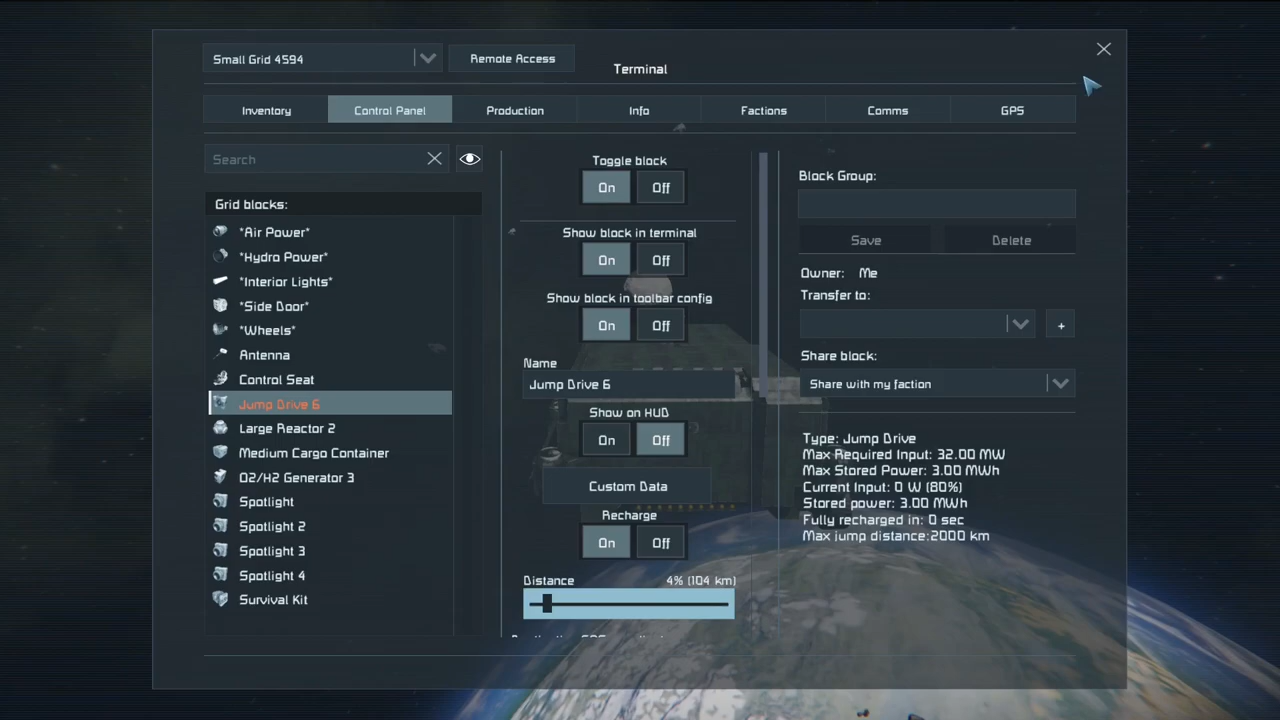 Small Grid 4594
Remote Access
Terminal
Inventory
Control Panel
Production
Info
Factions
Comms
GPS
Search
Grid blocks:
*Air Power*
*Hydro Power*
*Interior Lights*
*Side Door*
*Wheels*
Antenna
Control Seat
Jump Drive 6
Large Reactor 2
Medium Cargo Container
O2/H2 Generator 3
Spotlight
Spotlight 2
Spotlight 3
Spotlight 4
Survival Kit
Toggle block
On Off
Show block in terminal
On Off
Show block in toolbar config
On Off
Name
Jump Drive 6
Show on HUD
On Off
Custom Data
Recharge
On Off
Distance 4% (104 km)
Block Group:
Save Delete
Owner: Me
Transfer to:
+
Share block:
Share with my faction
Type: Jump Drive
Max Required Input: 32.00 MW
Max Stored Power: 3.00 MWh
Current Input: 0 W (80%)
Stored power: 3.00 MWh
Fully recharged in: 0 sec
Max jump distance:2000 km